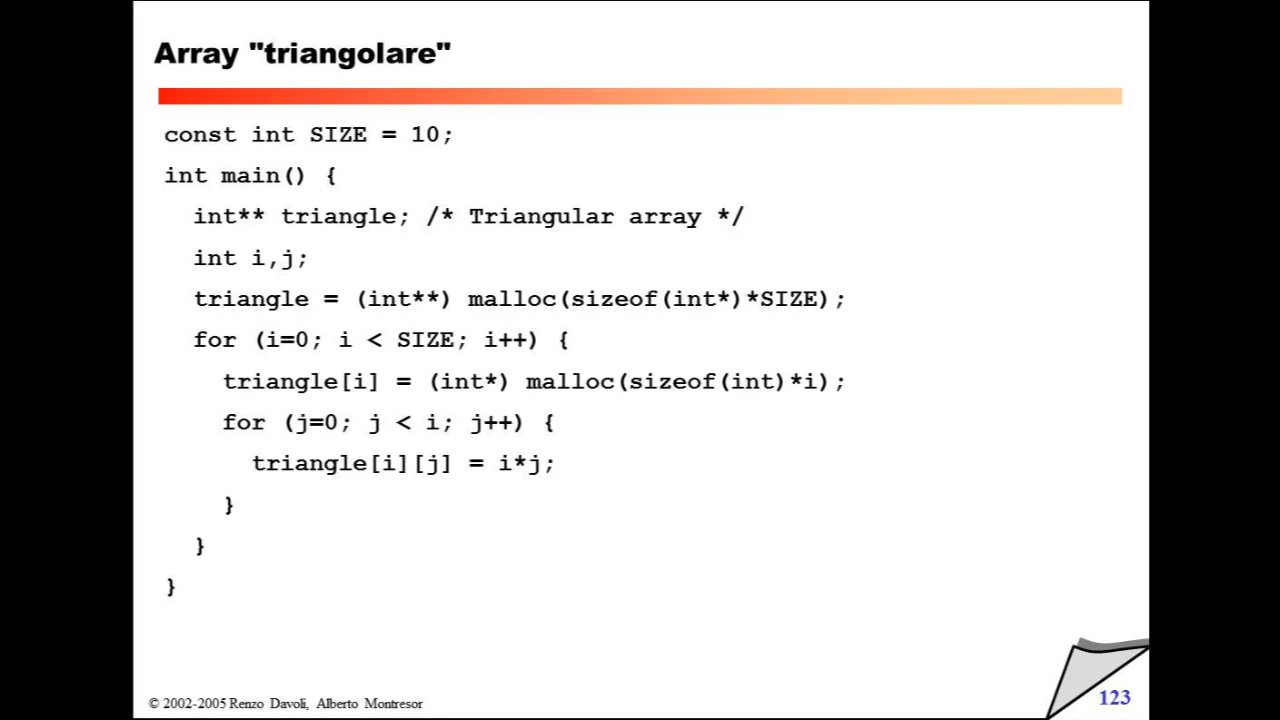 Array "triangolare"
const int SIZE = 10;
int main() {
int** triangle; /* Triangular array */
int i,j;
triangle = (int**) malloc(sizeof(int*)*SIZE);
for (i=0; i < SIZE; i++) {
triangle[i] = (int*) malloc(sizeof(int)*i);
for (j=0; j < i; j++) {
triangle[i][j] = i*j;
}
}
}
© 2002-2005 Renzo Davoli, Alberto Montresor
123